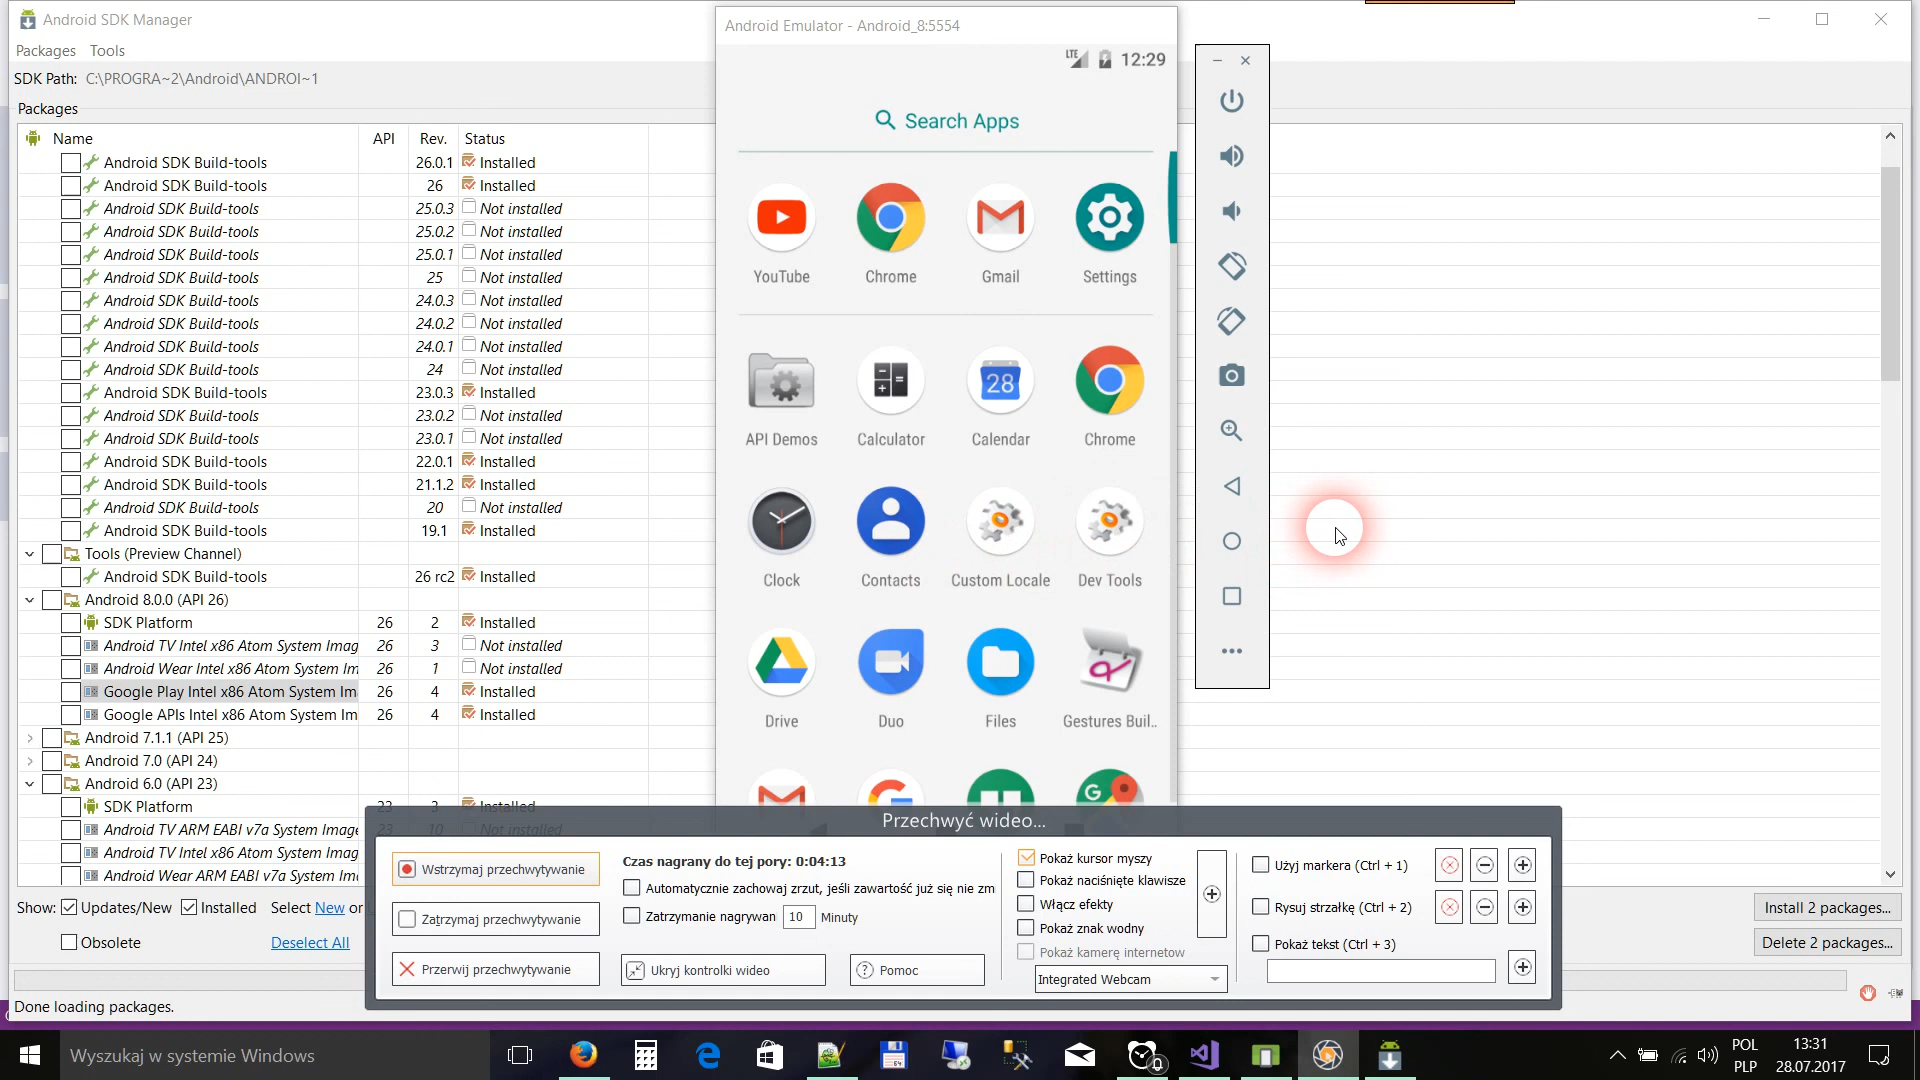 Android SDK Manager
Packages Tools
SDK Path: C:\PROGRA~2\Android\ANDROI~1
Packages
Name API Rev. Status
Android SDK Build-tools 26.0.1 Installed
Android SDK Build-tools 26 Installed
Android SDK Build-tools 25.0.3 Not installed
Android SDK Build-tools 25.0.2 Not installed
Android SDK Build-tools 25.0.1 Not installed
Android SDK Build-tools 25 Not installed
Android SDK Build-tools 24.0.3 Not installed
Android SDK Build-tools 24.0.2 Not installed
Android SDK Build-tools 24.0.1 Not installed
Android SDK Build-tools 24 Not installed
Android SDK Build-tools 23.0.3 Installed
Android SDK Build-tools 23.0.2 Not installed
Android SDK Build-tools 23.0.1 Not installed
Android SDK Build-tools 22.0.1 Installed
Android SDK Build-tools 21.1.2 Installed
Android SDK Build-tools 20 Not installed
Android SDK Build-tools 19.1 Installed
Tools (Preview Channel)
Android SDK Build-tools 26 rc2 Installed
Android 8.0.0 (API 26)
SDK Platform 26 2 Installed
Android TV Intel x86 Atom System Imag 26 3 Not installed
Android Wear Intel x86 Atom System Im 26 1 Not installed
Google Play Intel x86 Atom System Im 26 4 Installed
Google APIs Intel x86 Atom System Im 26 4 Installed
Android 7.1.1 (API 25)
Android 7.0 (API 24)
Android 6.0 (API 23)
SDK Platform 23 3 Installed
Android TV ARM EABI v7a System Image 23 10 Not installed
Android TV Intel x86 Atom System Imag
Android Wear ARM EABI v7a System Imag
Show: Updates/New Installed Select New or
Obsolete Deselect All
Install 2 packages...
Delete 2 packages...
Done loading packages.
Android Emulator - Android_8:5554
LTE 12:29
Search Apps
YouTube Chrome Gmail Settings
API Demos Calculator Calendar Chrome
28
Clock Contacts Custom Locale Dev Tools
Drive Duo Files Gestures Buil..
Przechwyć wideo...
Wstrzymaj przechwytywanie
Zatrzymaj przechwytywanie
Przerwij przechwytywanie
Czas nagrany do tej pory: 0:04:13
Automatycznie zachowaj zrzut, jeśli zawartość już się nie zm
Zatrzymanie nagrywan 10 Minuty
Ukryj kontrolki wideo
Pomoc
Pokaż kursor myszy
Pokaż naciśnięte klawisze
Włącz efekty
Pokaż znak wodny
Pokaż kamerę internetow
Integrated Webcam
Użyj markera (Ctrl + 1)
Rysuj strzałkę (Ctrl + 2)
Pokaż tekst (Ctrl + 3)
Wyszukaj w systemie Windows
POL
PLP
13:31
28.07.2017